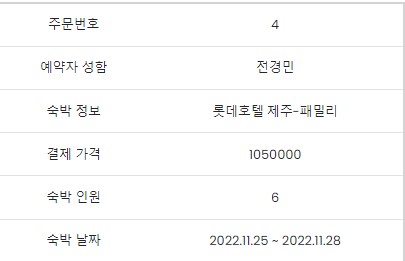 주문번호 4
예약자 성함 전경민
숙박 정보 롯데호텔 제주-패밀리
결제 가격 1050000
숙박 인원 6
숙박 날짜 2022.11.25 ~ 2022.11.28